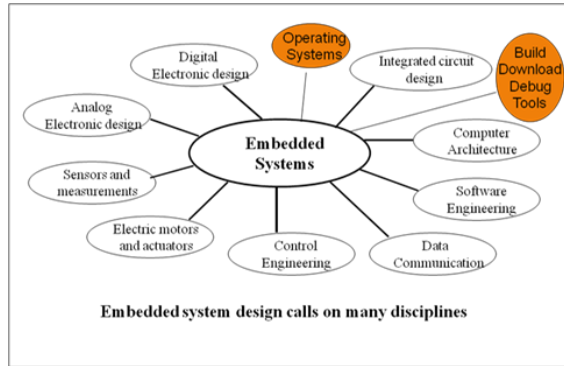 Operating
Systems
Build
Download
Debug
Tools
Digital
Electronic design
Integrated circuit
design
Analog
Electronic design
Embedded
Systems
Computer
Architecture
Sensors and
measurements
Software
Engineering
Electric motors
and actuators
Control
Engineering
Data
Communication
Embedded system design calls on many disciplines